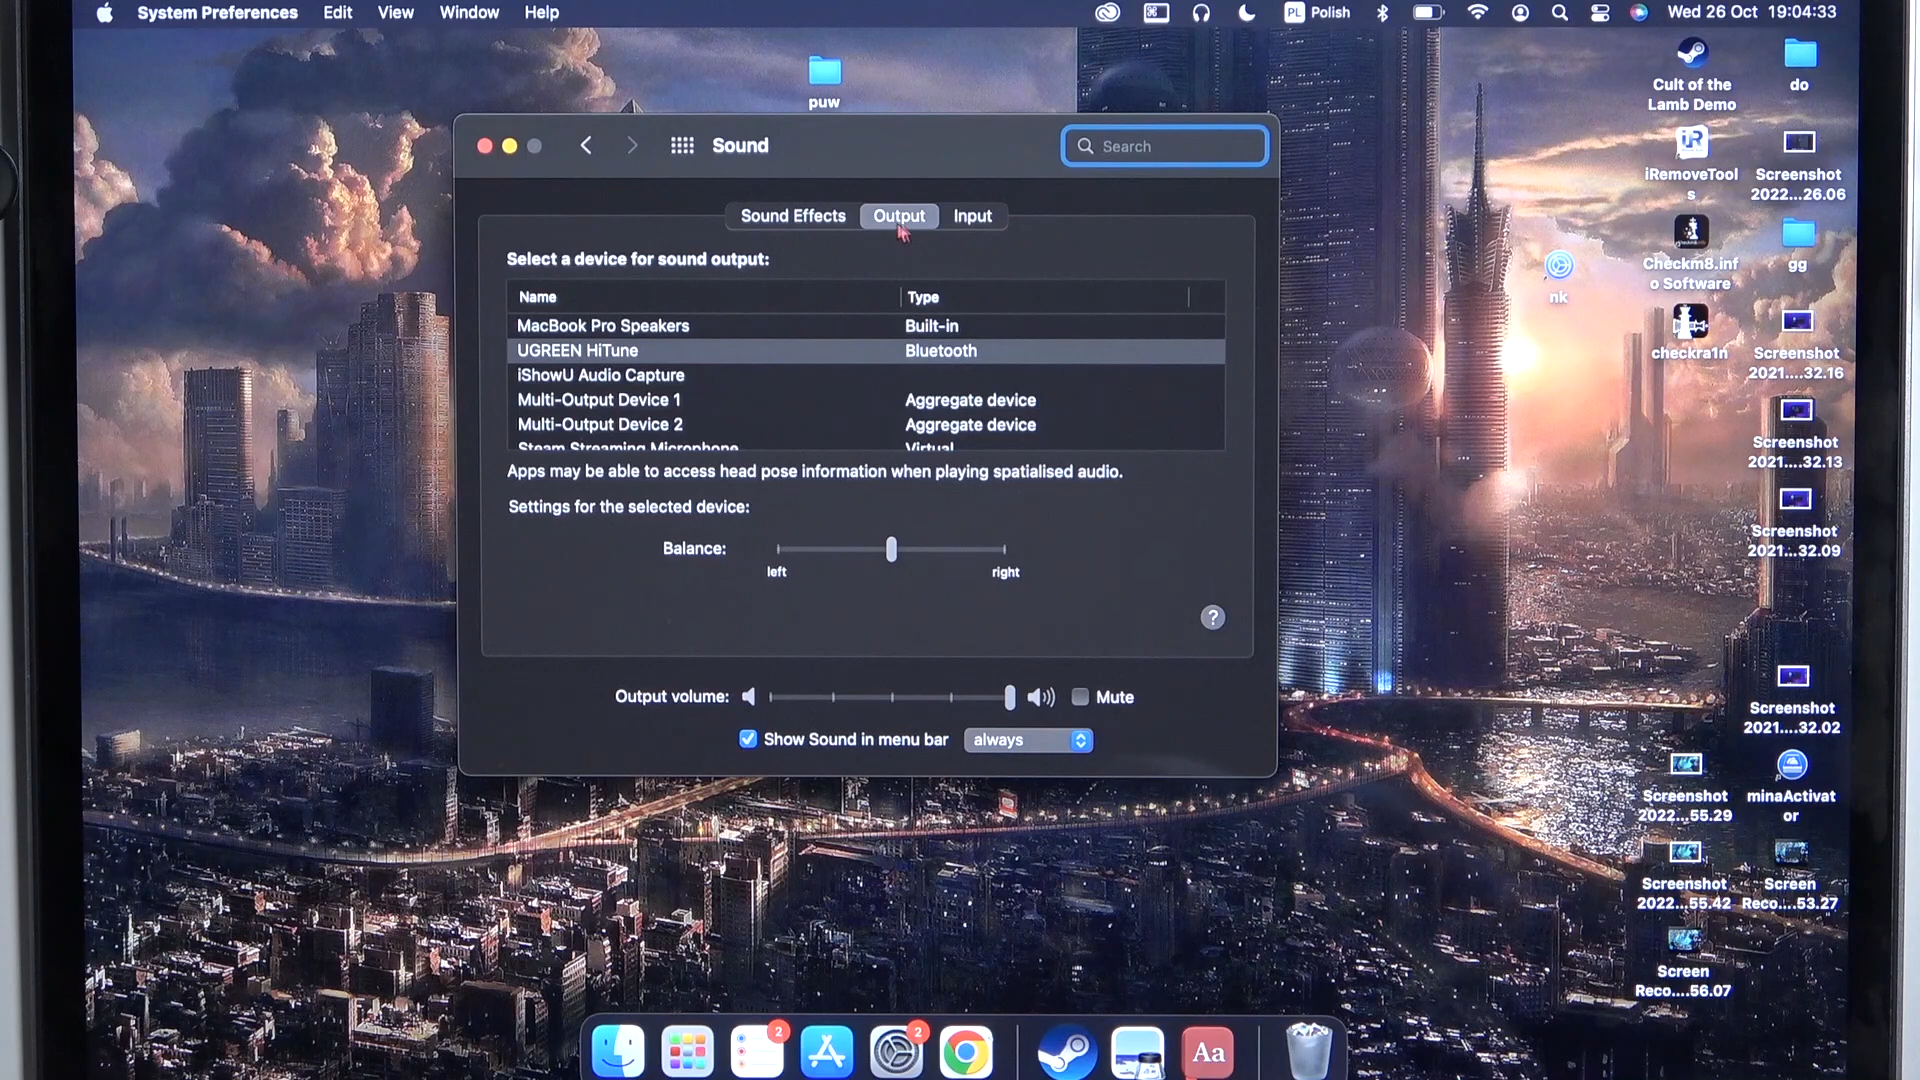 System Preferences Edit View Window Help
PL Polish Wed 26 Oct 19:04:33
puw
Cult of the
Lamb Demo
do
iR
iRemoveTool
s
Screenshot
2022...26.06
Checkm8.inf
o Software
gg
nk
checkra1n
Screenshot
2021....32.16
Screenshot
2021....32.13
Screenshot
2021....32.09
Screenshot
2021....32.02
Screenshot
2022...55.29
minaActivat
or
Screenshot
2022...55.42
Screen
Reco....53.27
Screen
Reco....56.07
Sound
Search
Sound Effects Output Input
Select a device for sound output:
Name Type
MacBook Pro Speakers Built-in
UGREEN HiTune Bluetooth
iShowU Audio Capture
Multi-Output Device 1 Aggregate device
Multi-Output Device 2 Aggregate device
Steam Streaming Microphone Virtual
Apps may be able to access head pose information when playing spatialised audio.
Settings for the selected device:
Balance:
left right
?
Output volume: Mute
Show Sound in menu bar always
2 2
Aa